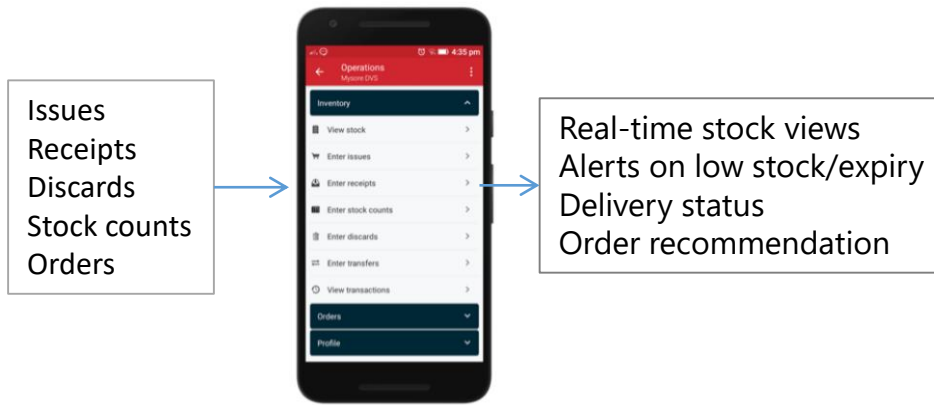 Issues
Receipts
Discards
Stock counts
Orders
4:35 pm
Operations
Mysore DVS
Inventory
View stock
Enter issues
Enter receipts
Enter stock counts
Enter discards
Enter transfers
View transactions
Orders
Profile
Real-time stock views
Alerts on low stock/expiry
Delivery status
Order recommendation